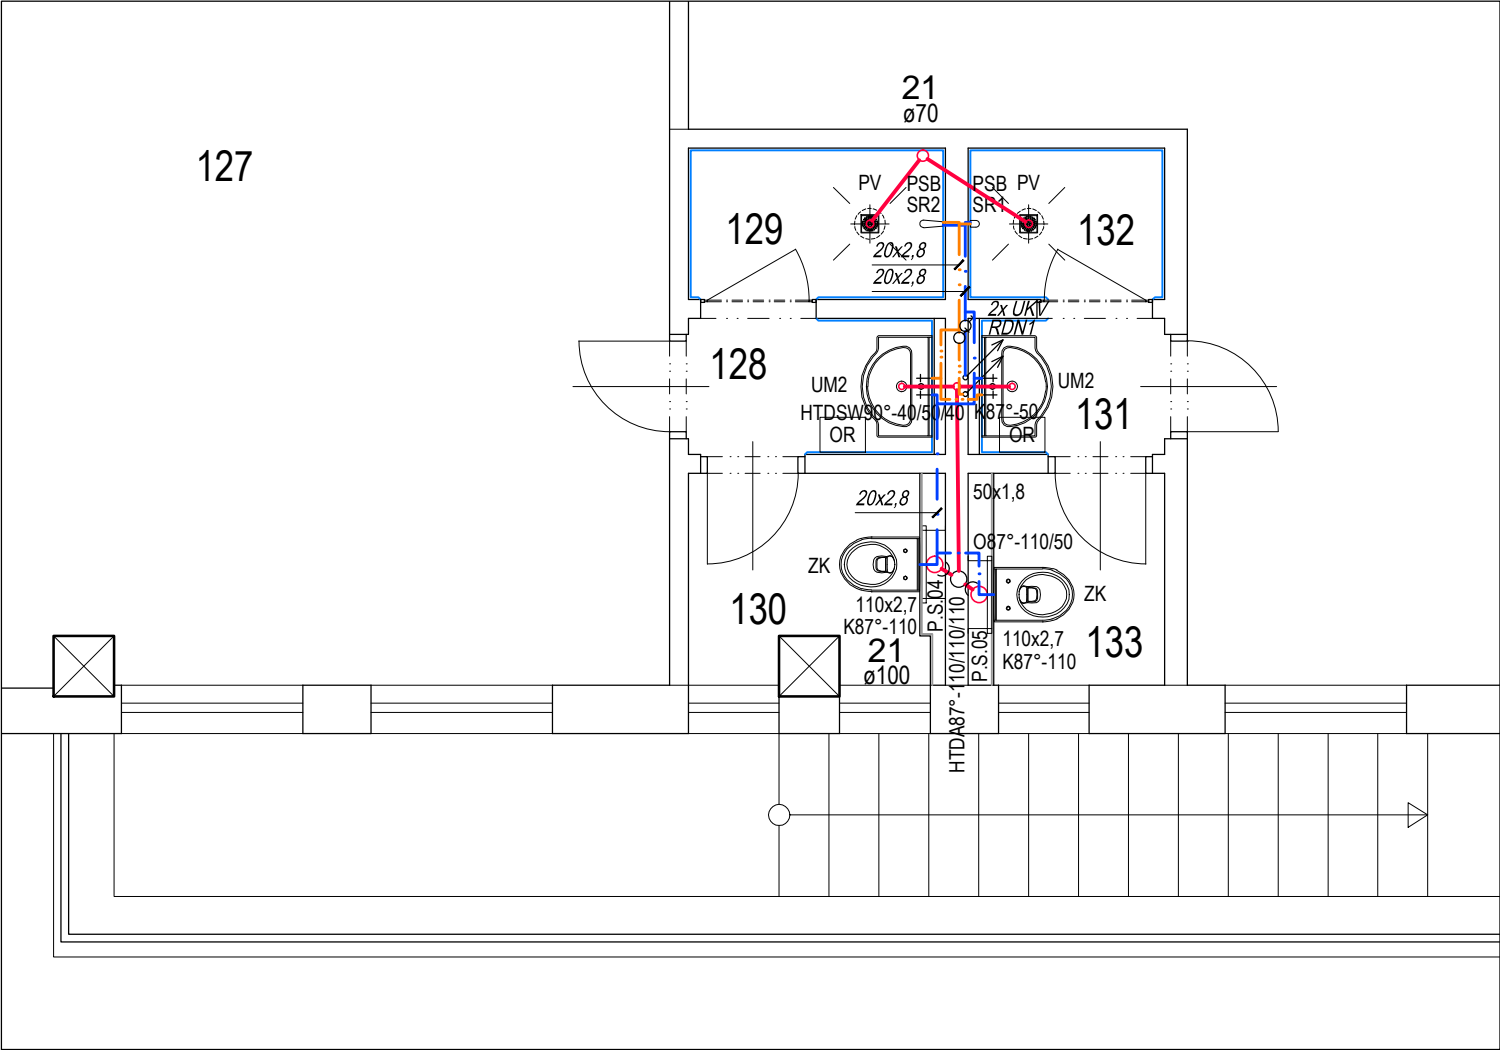 21
ø70
127
PV
PSB
SR2
PSB
SR1
PV
129
132
20x2,8
20x2,8
2x UKV
RDN1
128
UM2
UM2
131
HTDSW90°-40/50/40
K87°-50
OR
OR
20x2,8
50x1,8
O87°-110/50
ZK
ZK
130
110x2,7
K87°-110
P.S.04
HTDA87°-110/110/110
P.S.05
110x2,7
K87°-110
133
21
ø100